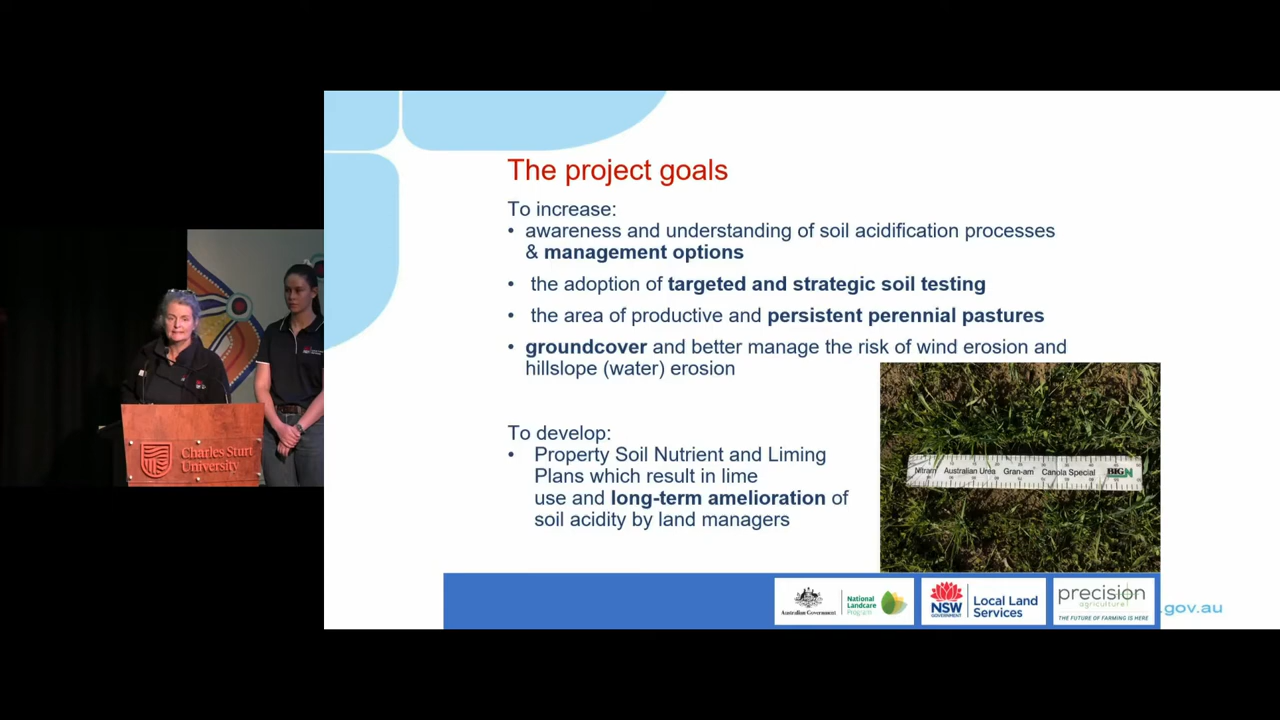 The project goals
To increase:
• awareness and understanding of soil acidification processes
& management options
• the adoption of targeted and strategic soil testing
• the area of productive and persistent perennial pastures
• groundcover and better manage the risk of wind erosion and
hillslope (water) erosion
To develop:
• Property Soil Nutrient and Liming
Plans which result in lime
use and long-term amelioration of
soil acidity by land managers
Nitram Australian Urea Gran-am Canola Special BIG N
Charles Sturt
University
Australian Government
National
Landcare
Program
NSW
GOVERNMENT
Local Land
Services
precision
agriculture
THE FUTURE OF FARMING IS HERE
.gov.au